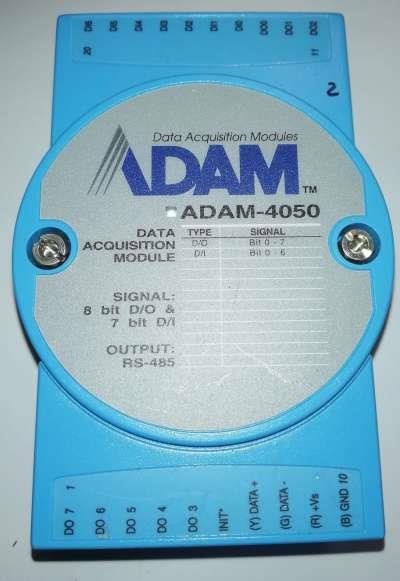 DI6 DI5 DI4 DI3 DI2 DI1 DI0 DO0 DO1 DO2
20 11
2
Data Acquisition Modules
ADAM TM
ADAM-4050
DATA ACQUISITION MODULE
TYPE SIGNAL
D/O Bit 0 - 7
D/I Bit 0 - 6
SIGNAL:
8 bit D/O &
7 bit D/I
OUTPUT:
RS-485
DO 7 1
DO 6
DO 5
DO 4
DO 3
INIT*
(Y) DATA +
(G) DATA -
(R) +Vs
(B) GND 10